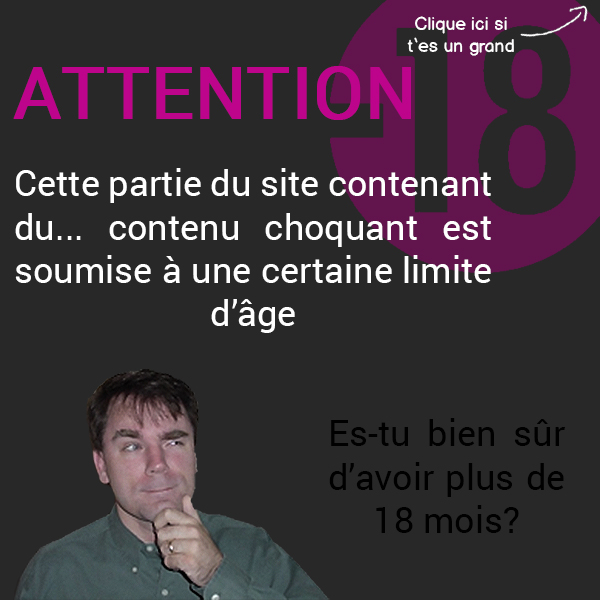 Clique ici si
t'es un grand
-18
ATTENTION
Cette partie du site contenant
du... contenu choquant est
soumise à une certaine limite
d'âge
Es-tu bien sûr
d'avoir plus de
18 mois?